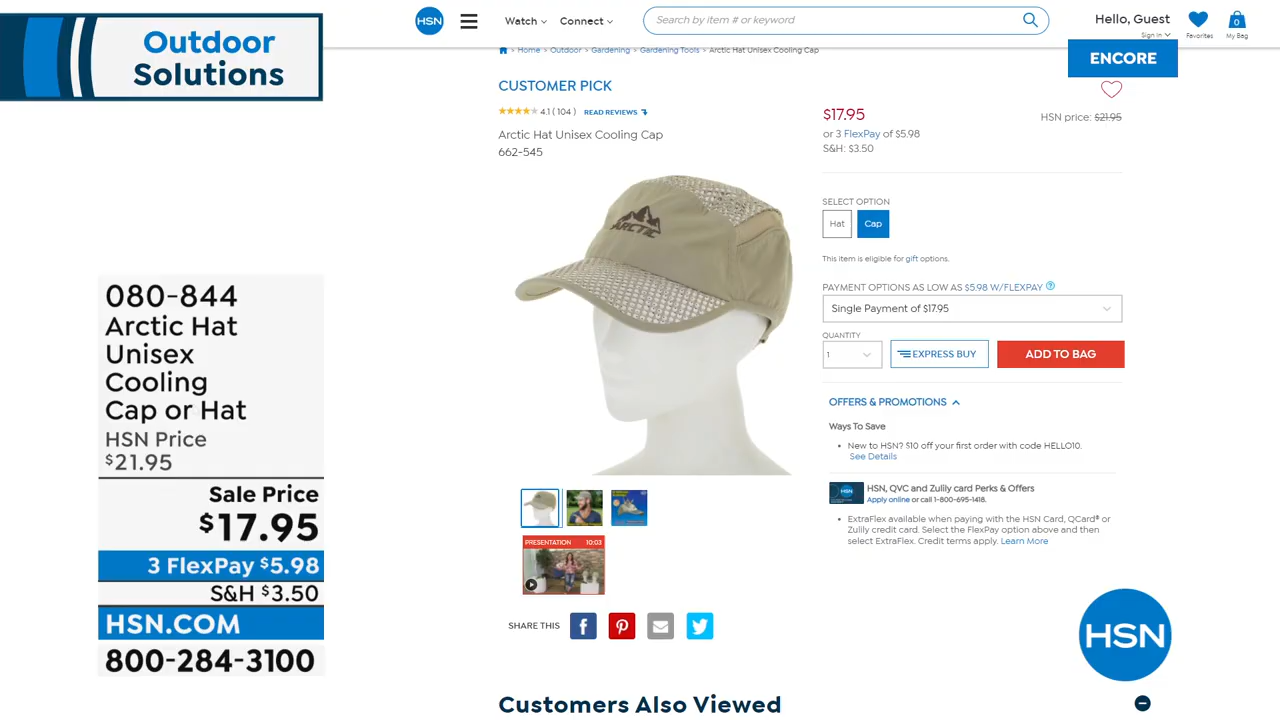 Outdoor
Solutions
HSN
Watch
Connect
Search by item # or keyword
Hello, Guest
Sign In
Favorites
0
My Bag
ENCORE
Home > Outdoor > Gardening > Gardening Tools > Arctic Hat Unisex Cooling Cap
CUSTOMER PICK
4.1 ( 104 )
READ REVIEWS
Arctic Hat Unisex Cooling Cap
662-545
ARCTIC
$17.95
HSN price: $21.95
or 3 FlexPay of $5.98
S&H: $3.50
SELECT OPTION
Hat
Cap
This item is eligible for gift options.
PAYMENT OPTIONS AS LOW AS $5.98 W/FLEXPAY ?
Single Payment of $17.95
QUANTITY
1
EXPRESS BUY
ADD TO BAG
OFFERS & PROMOTIONS
Ways To Save
• New to HSN? $10 off your first order with code HELLO10.
See Details
HSN
HSN, QVC and Zulily card Perks & Offers
Apply online or call 1-800-695-1418.
• ExtraFlex available when paying with the HSN Card, QCard® or
Zulily credit card. Select the FlexPay option above and then
select ExtraFlex. Credit terms apply. Learn More
PRESENTATION 10:03
SHARE THIS
080-844
Arctic Hat
Unisex
Cooling
Cap or Hat
HSN Price
$21.95
Sale Price
$17.95
3 FlexPay $5.98
S&H $3.50
HSN.COM
800-284-3100
HSN
Customers Also Viewed